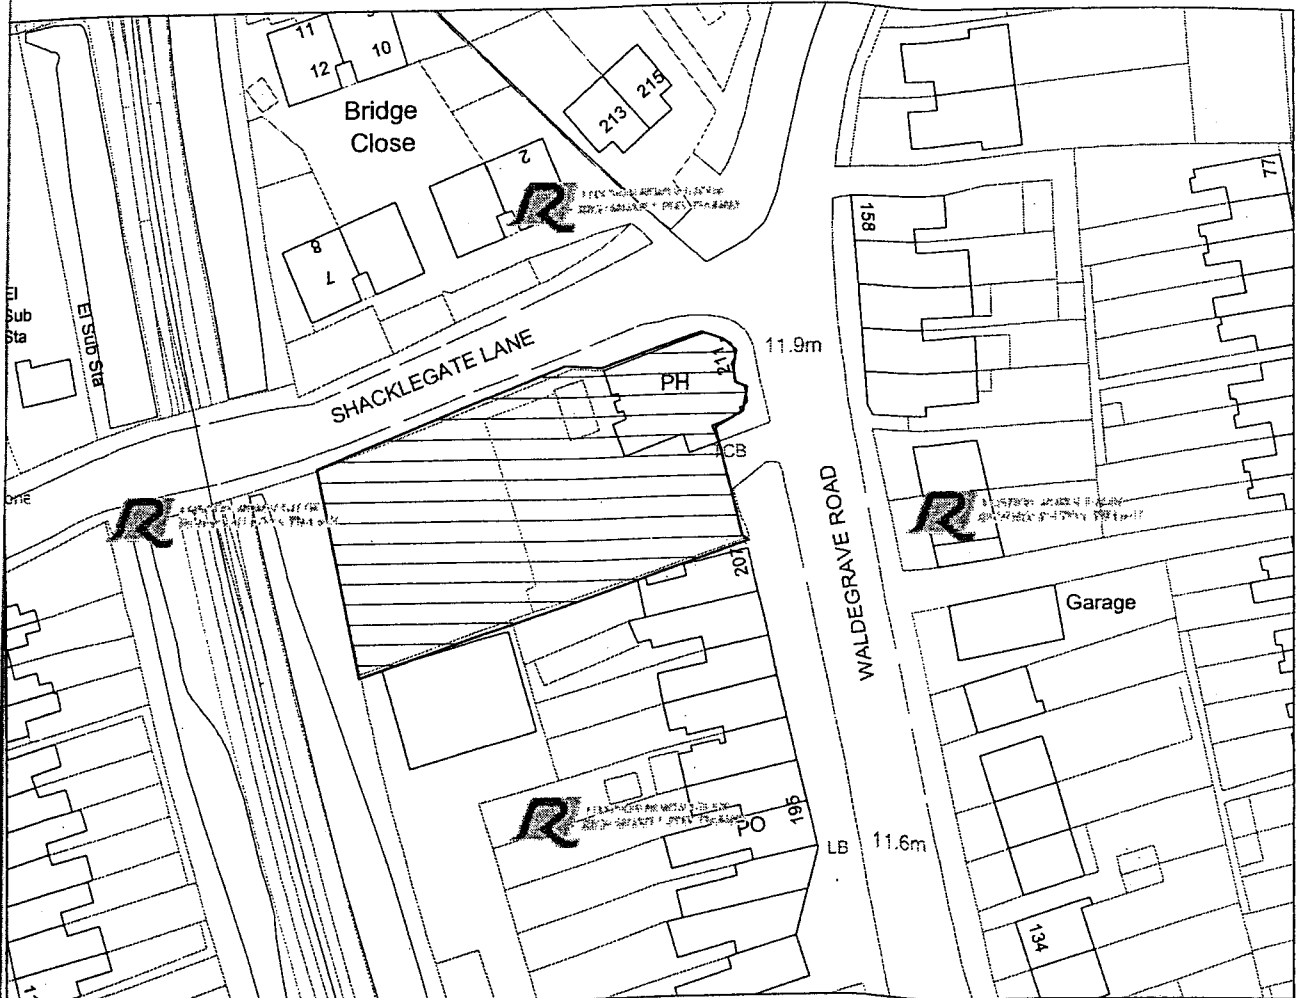 11
10
12
Bridge
Close
215
213
2
77
158
8
7
El
Sub
Sta
El Sub Sta
SHACKLEGATE LANE
211
11.9m
PH
TCB
WALDEGRAVE ROAD
207
Garage
195
PO
LB
11.6m
134